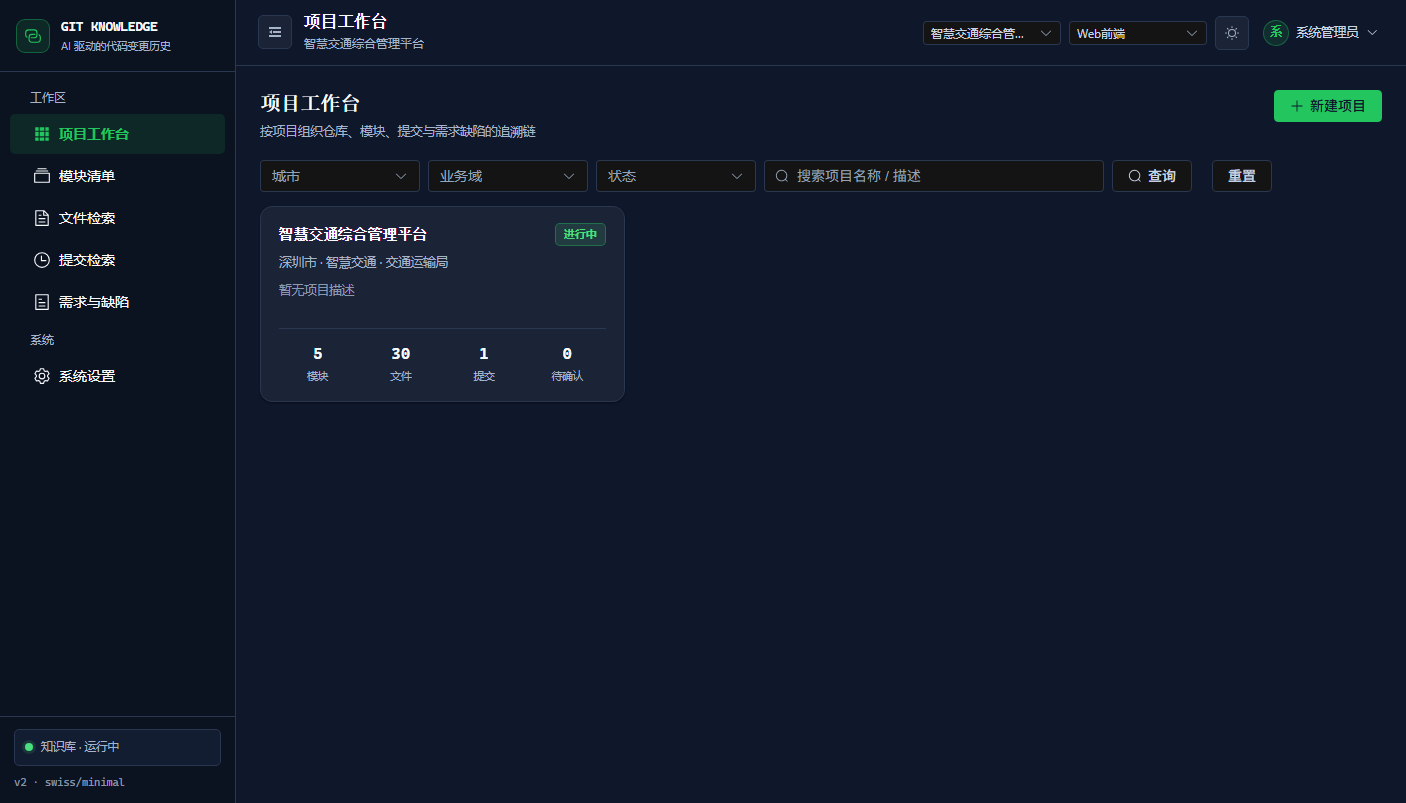 GIT KNOWLEDGE
AI 驱动的代码变更历史
工作区
项目工作台
模块清单
文件检索
提交检索
需求与缺陷
系统
系统设置
知识库 · 运行中
v2 · swiss/minimal
项目工作台
智慧交通综合管理平台
智慧交通综合管...
Web前端
系
系统管理员
项目工作台
按项目组织仓库、模块、提交与需求缺陷的追溯链
新建项目
城市
业务域
状态
搜索项目名称 / 描述
查询
重置
智慧交通综合管理平台
进行中
深圳市 · 智慧交通 · 交通运输局
暂无项目描述
5 30 1 0
模块 文件 提交 待确认